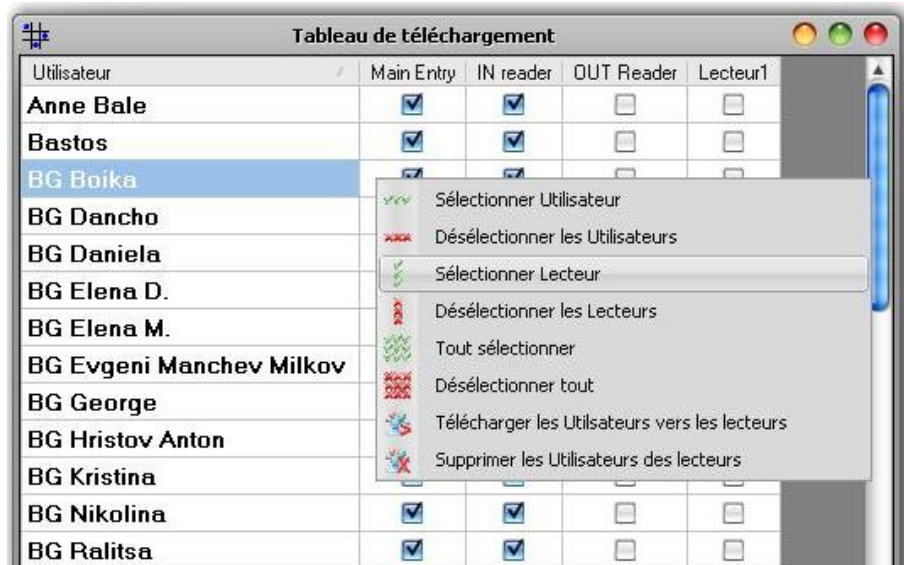 Tableau de téléchargement
Utilisateur Main Entry IN reader OUT Reader Lecteur1
Anne Bale
Bastos
BG Boika
BG Dancho
BG Daniela
BG Elena D.
BG Elena M.
BG Evgeni Manchev Milkov
BG George
BG Hristov Anton
BG Kristina
BG Nikolina
BG Ralitsa
Sélectionner Utilisateur
Désélectionner les Utilisateurs
Sélectionner Lecteur
Désélectionner les Lecteurs
Tout sélectionner
Désélectionner tout
Télécharger les Utilsateurs vers les lecteurs
Supprimer les Utilisateurs des lecteurs